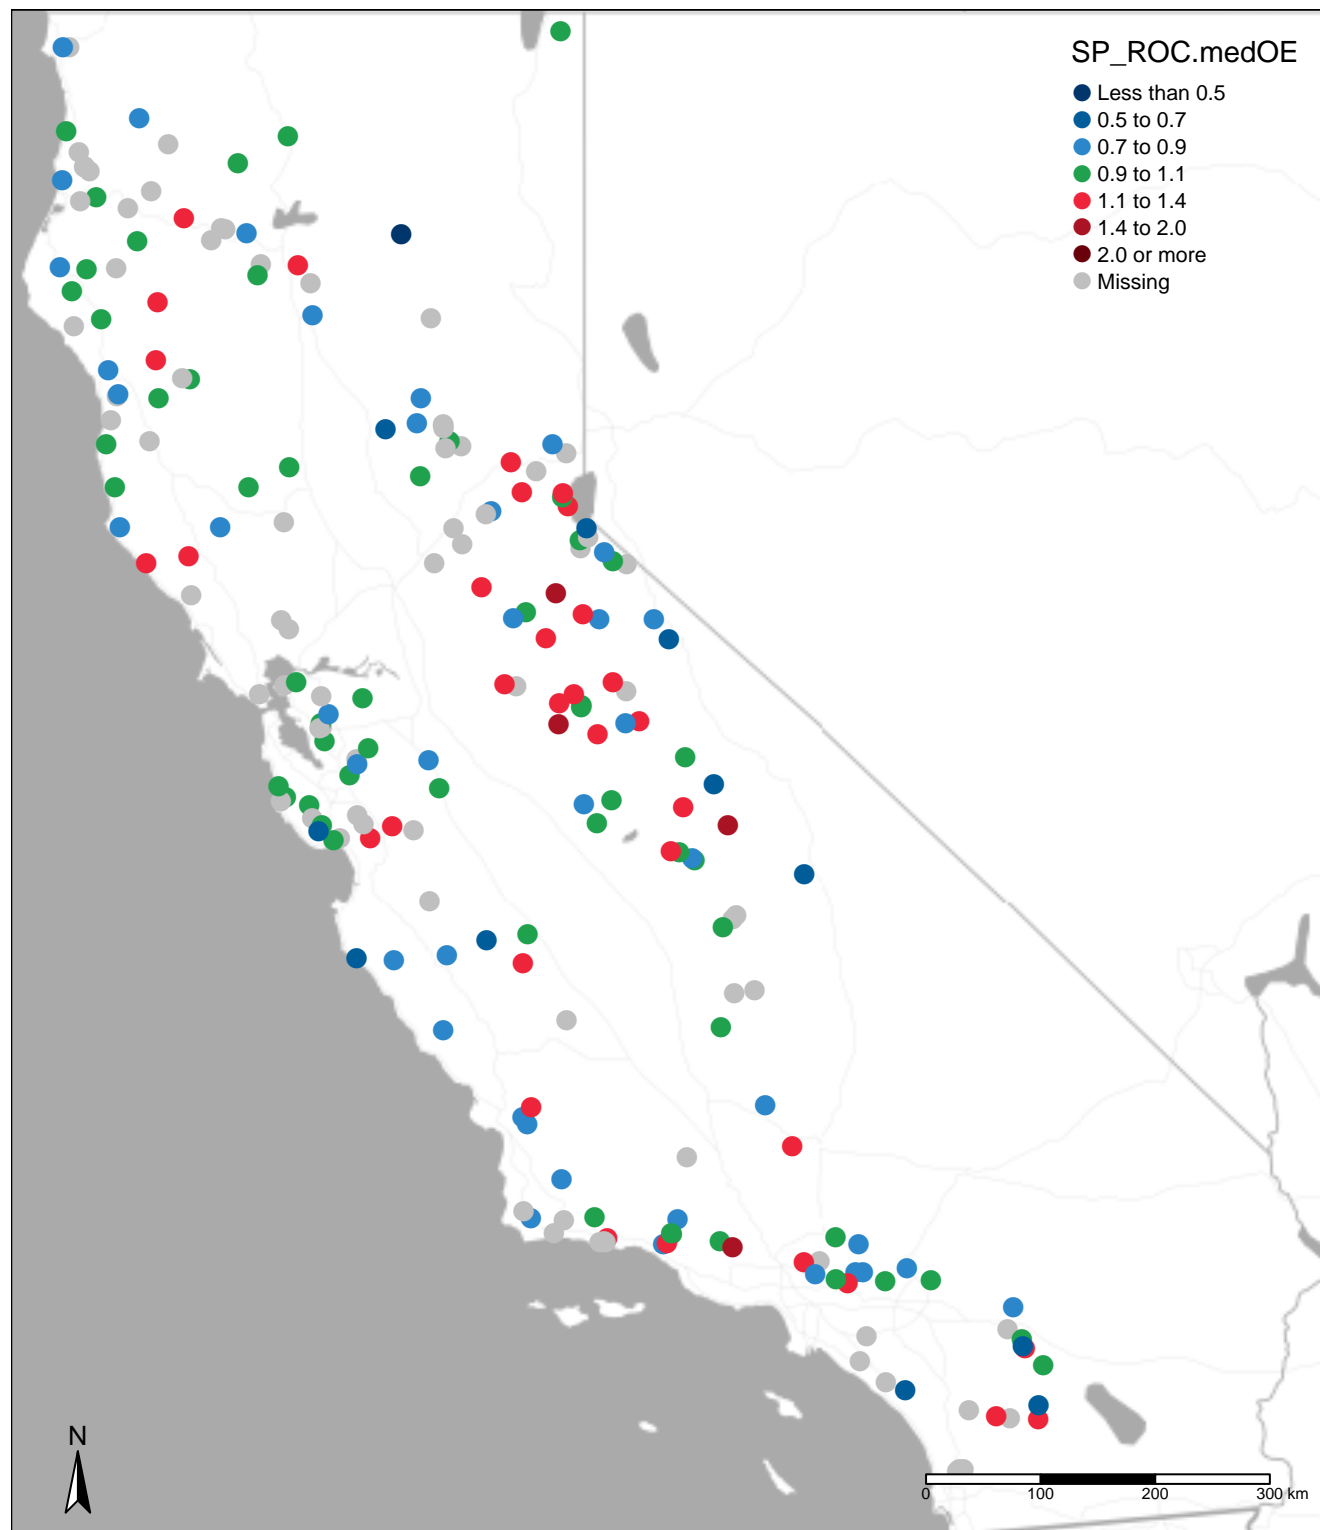 SP_ROC.medOE
Less than 0.5
0.5 to 0.7
0.7 to 0.9
0.9 to 1.1
1.1 to 1.4
1.4 to 2.0
2.0 or more
Missing
N
0 100 200 300 km